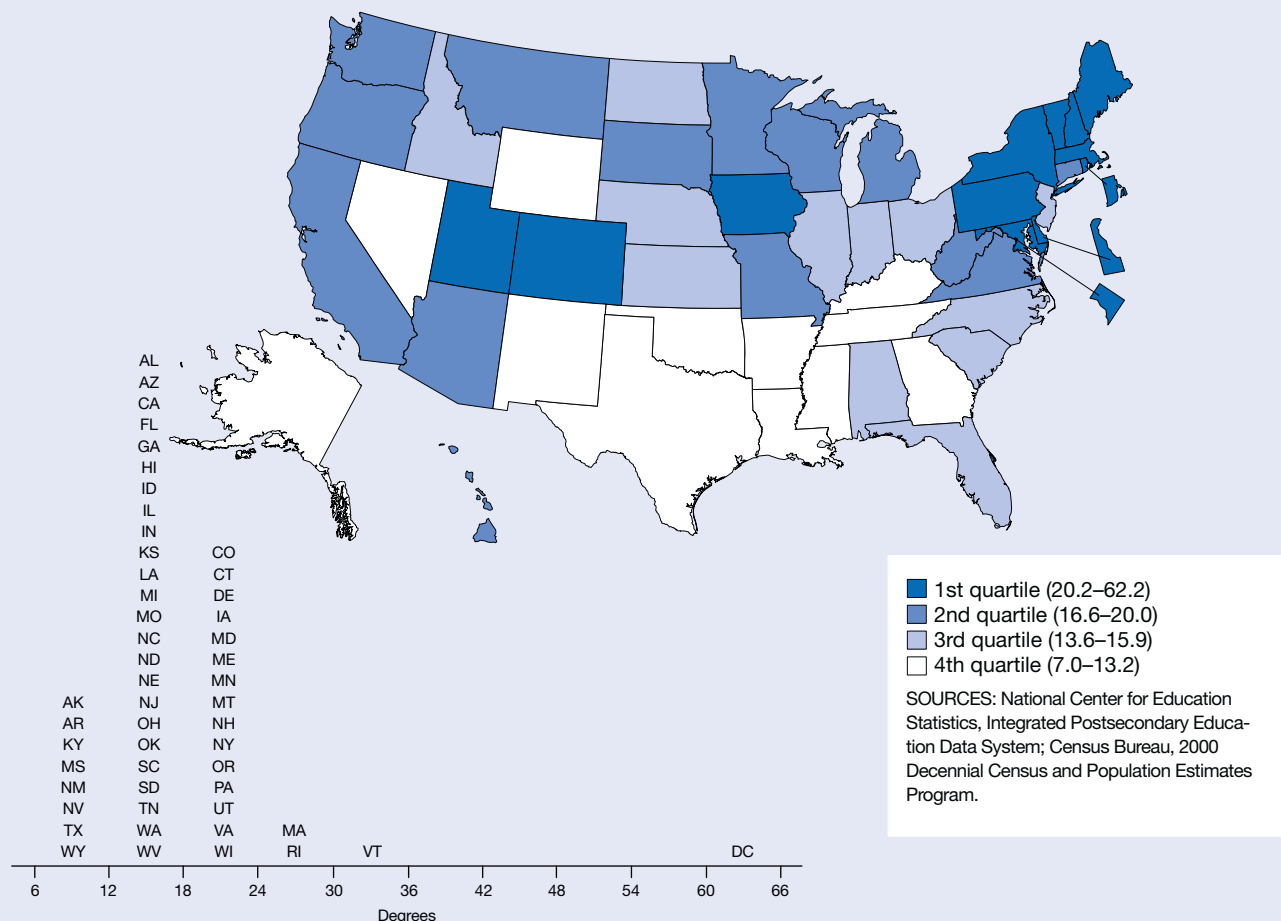 AL
AZ
CA
FL
GA
HI
ID
IL
IN
KS CO
LA CT
MI DE
MO IA
NC MD
ND ME
NE MN
AK NJ MT
AR OH NH
KY OK NY
MS SC OR
NM SD PA
NV TN UT
TX WA VA MA
WY WV WI RI VT DC
6 12 18 24 30 36 42 48 54 60 66
Degrees
1st quartile (20.2–62.2)
2nd quartile (16.6–20.0)
3rd quartile (13.6–15.9)
4th quartile (7.0–13.2)
SOURCES: National Center for Education
Statistics, Integrated Postsecondary Educa-
tion Data System; Census Bureau, 2000
Decennial Census and Population Estimates
Program.